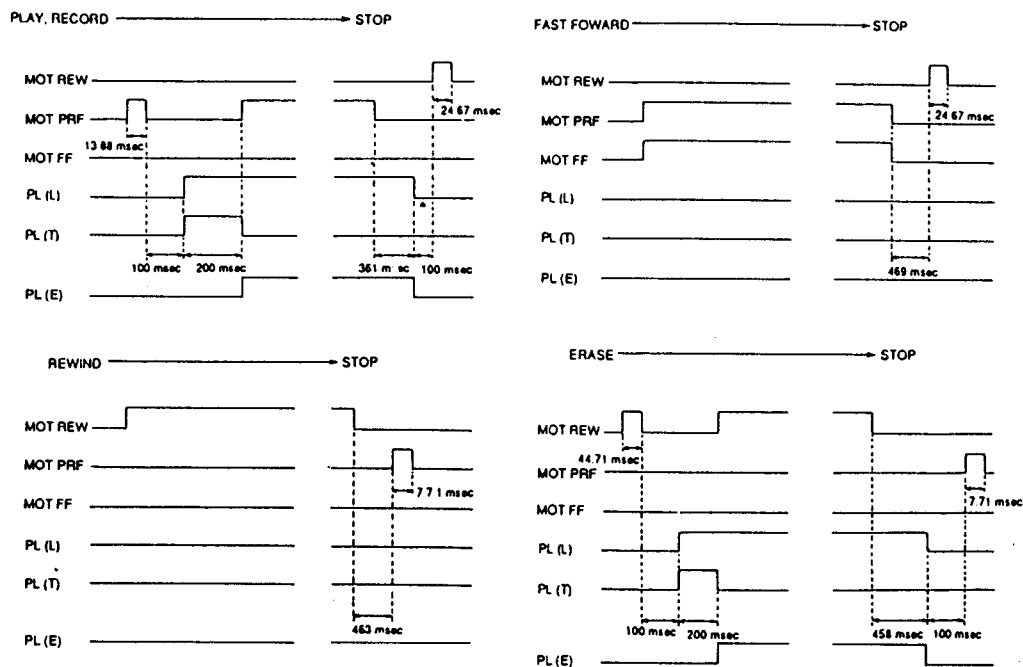 PLAY, RECORD STOP
MOT REW
24 67 msec
MOT PRF
13 88 msec
MOT FF
PL (L)
*
PL (T)
100 msec 200 msec 361 m sec 100 msec
PL (E)
FAST FOWARD STOP
MOT REW
24 67 msec
MOT PRF
MOT FF
PL (L)
PL (T)
469 msec
PL (E)
REWIND STOP
MOT REW
MOT PRF
7 7 1 msec
MOT FF
PL (L)
PL (T)
463 msec
PL (E)
ERASE STOP
MOT REW
44.71 msec
MOT PRF
7.71 msec
MOT FF
PL (L)
PL (T)
100 msec 200 msec 458 msec 100 msec
PL (E)